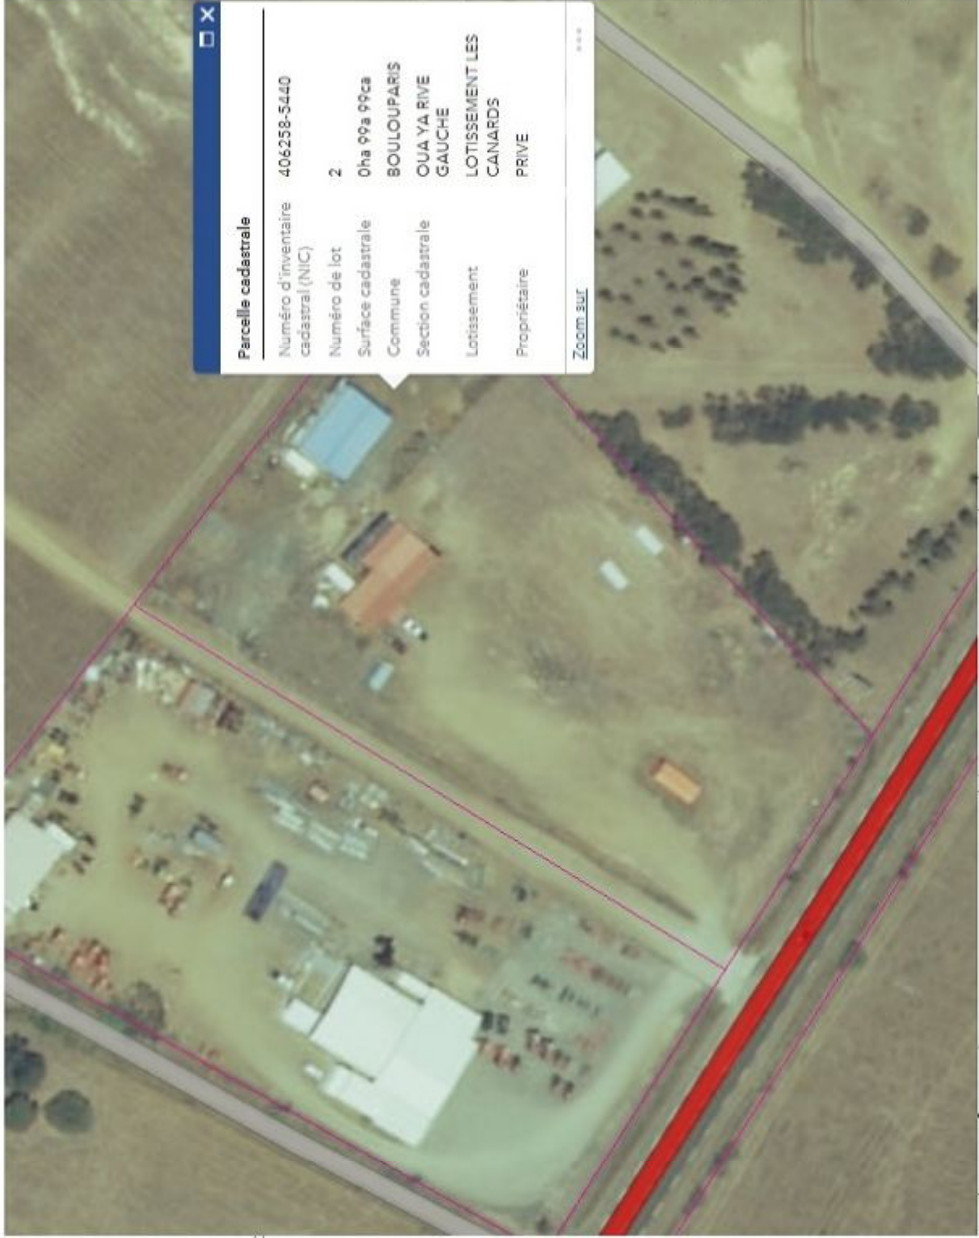 Parcelle cadastrale
Numéro d'inventaire 406258-5440
cadastral (NIC)
Numéro de lot 2
Surface cadastrale 0ha 99a 99ca
Commune BOULOUPARIS
Section cadastrale OUA YA RIVE
GAUCHE
Lotissement LOTISSEMENT LES
CANARDS
Propriétaire PRIVE
Zoom sur ...